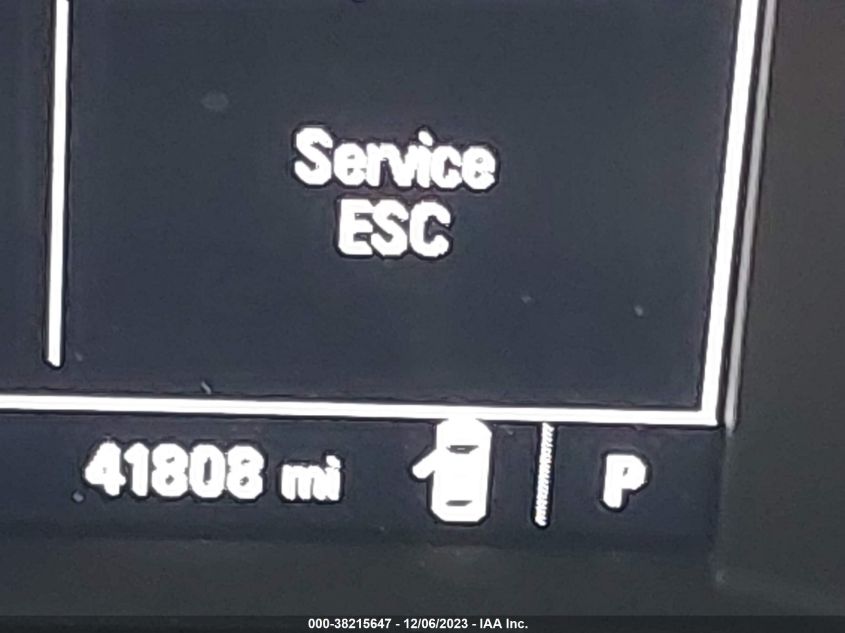 Service
ESC
41808 mi
P
000-38215647 - 12/06/2023 - IAA Inc.